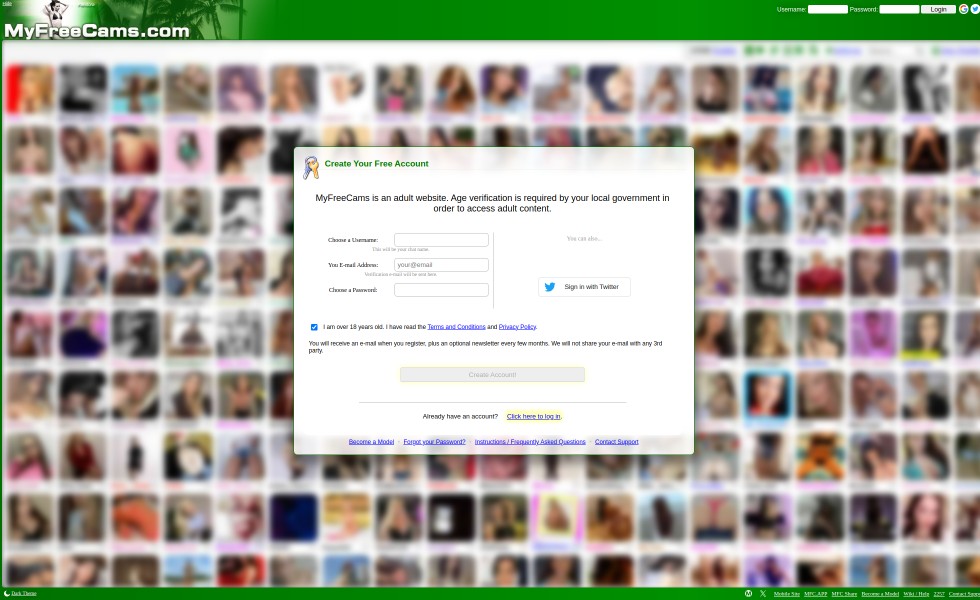 MyFreeCams.com
Username:
Password:
Login
Create Your Free Account
MyFreeCams is an adult website. Age verification is required by your local government in
order to access adult content.
Choose a Username:
This will be your chat name.
You E-mail Address:
your@email
Verification e-mail will be sent here.
Choose a Password:
You can also...
Sign in with Twitter
I am over 18 years old. I have read the Terms and Conditions and Privacy Policy.
You will receive an e-mail when you register, plus an optional newsletter every few months. We will not share your e-mail with any 3rd
party.
Create Account!
Already have an account? Click here to log in.
Become a Model - Forgot your Password? - Instructions / Frequently Asked Questions - Contact Support
Dark Theme
Mobile Site MFC.APP MFC Share Become a Model Wiki / Help 2257 Contact